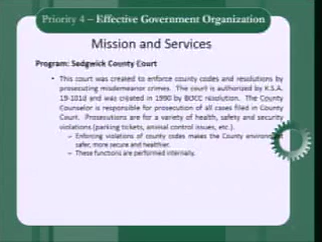 Priority 4 – Effective Government Organization
Mission and Services
Program: Sedgwick County Court
• This court was created to enforce county codes and resolutions by
prosecuting misdemeanor crimes. The court is authorized by K.S.A.
19-101d and was created in 1990 by BOCC resolution. The County
Counselor is responsible for prosecution of all cases filed in County
Court. Prosecutions are for a variety of health, safety and security
violations (parking tickets, animal control issues, etc.).
– Enforcing violations of county codes makes the County environment
safer, more secure and healthier.
– These functions are performed internally.